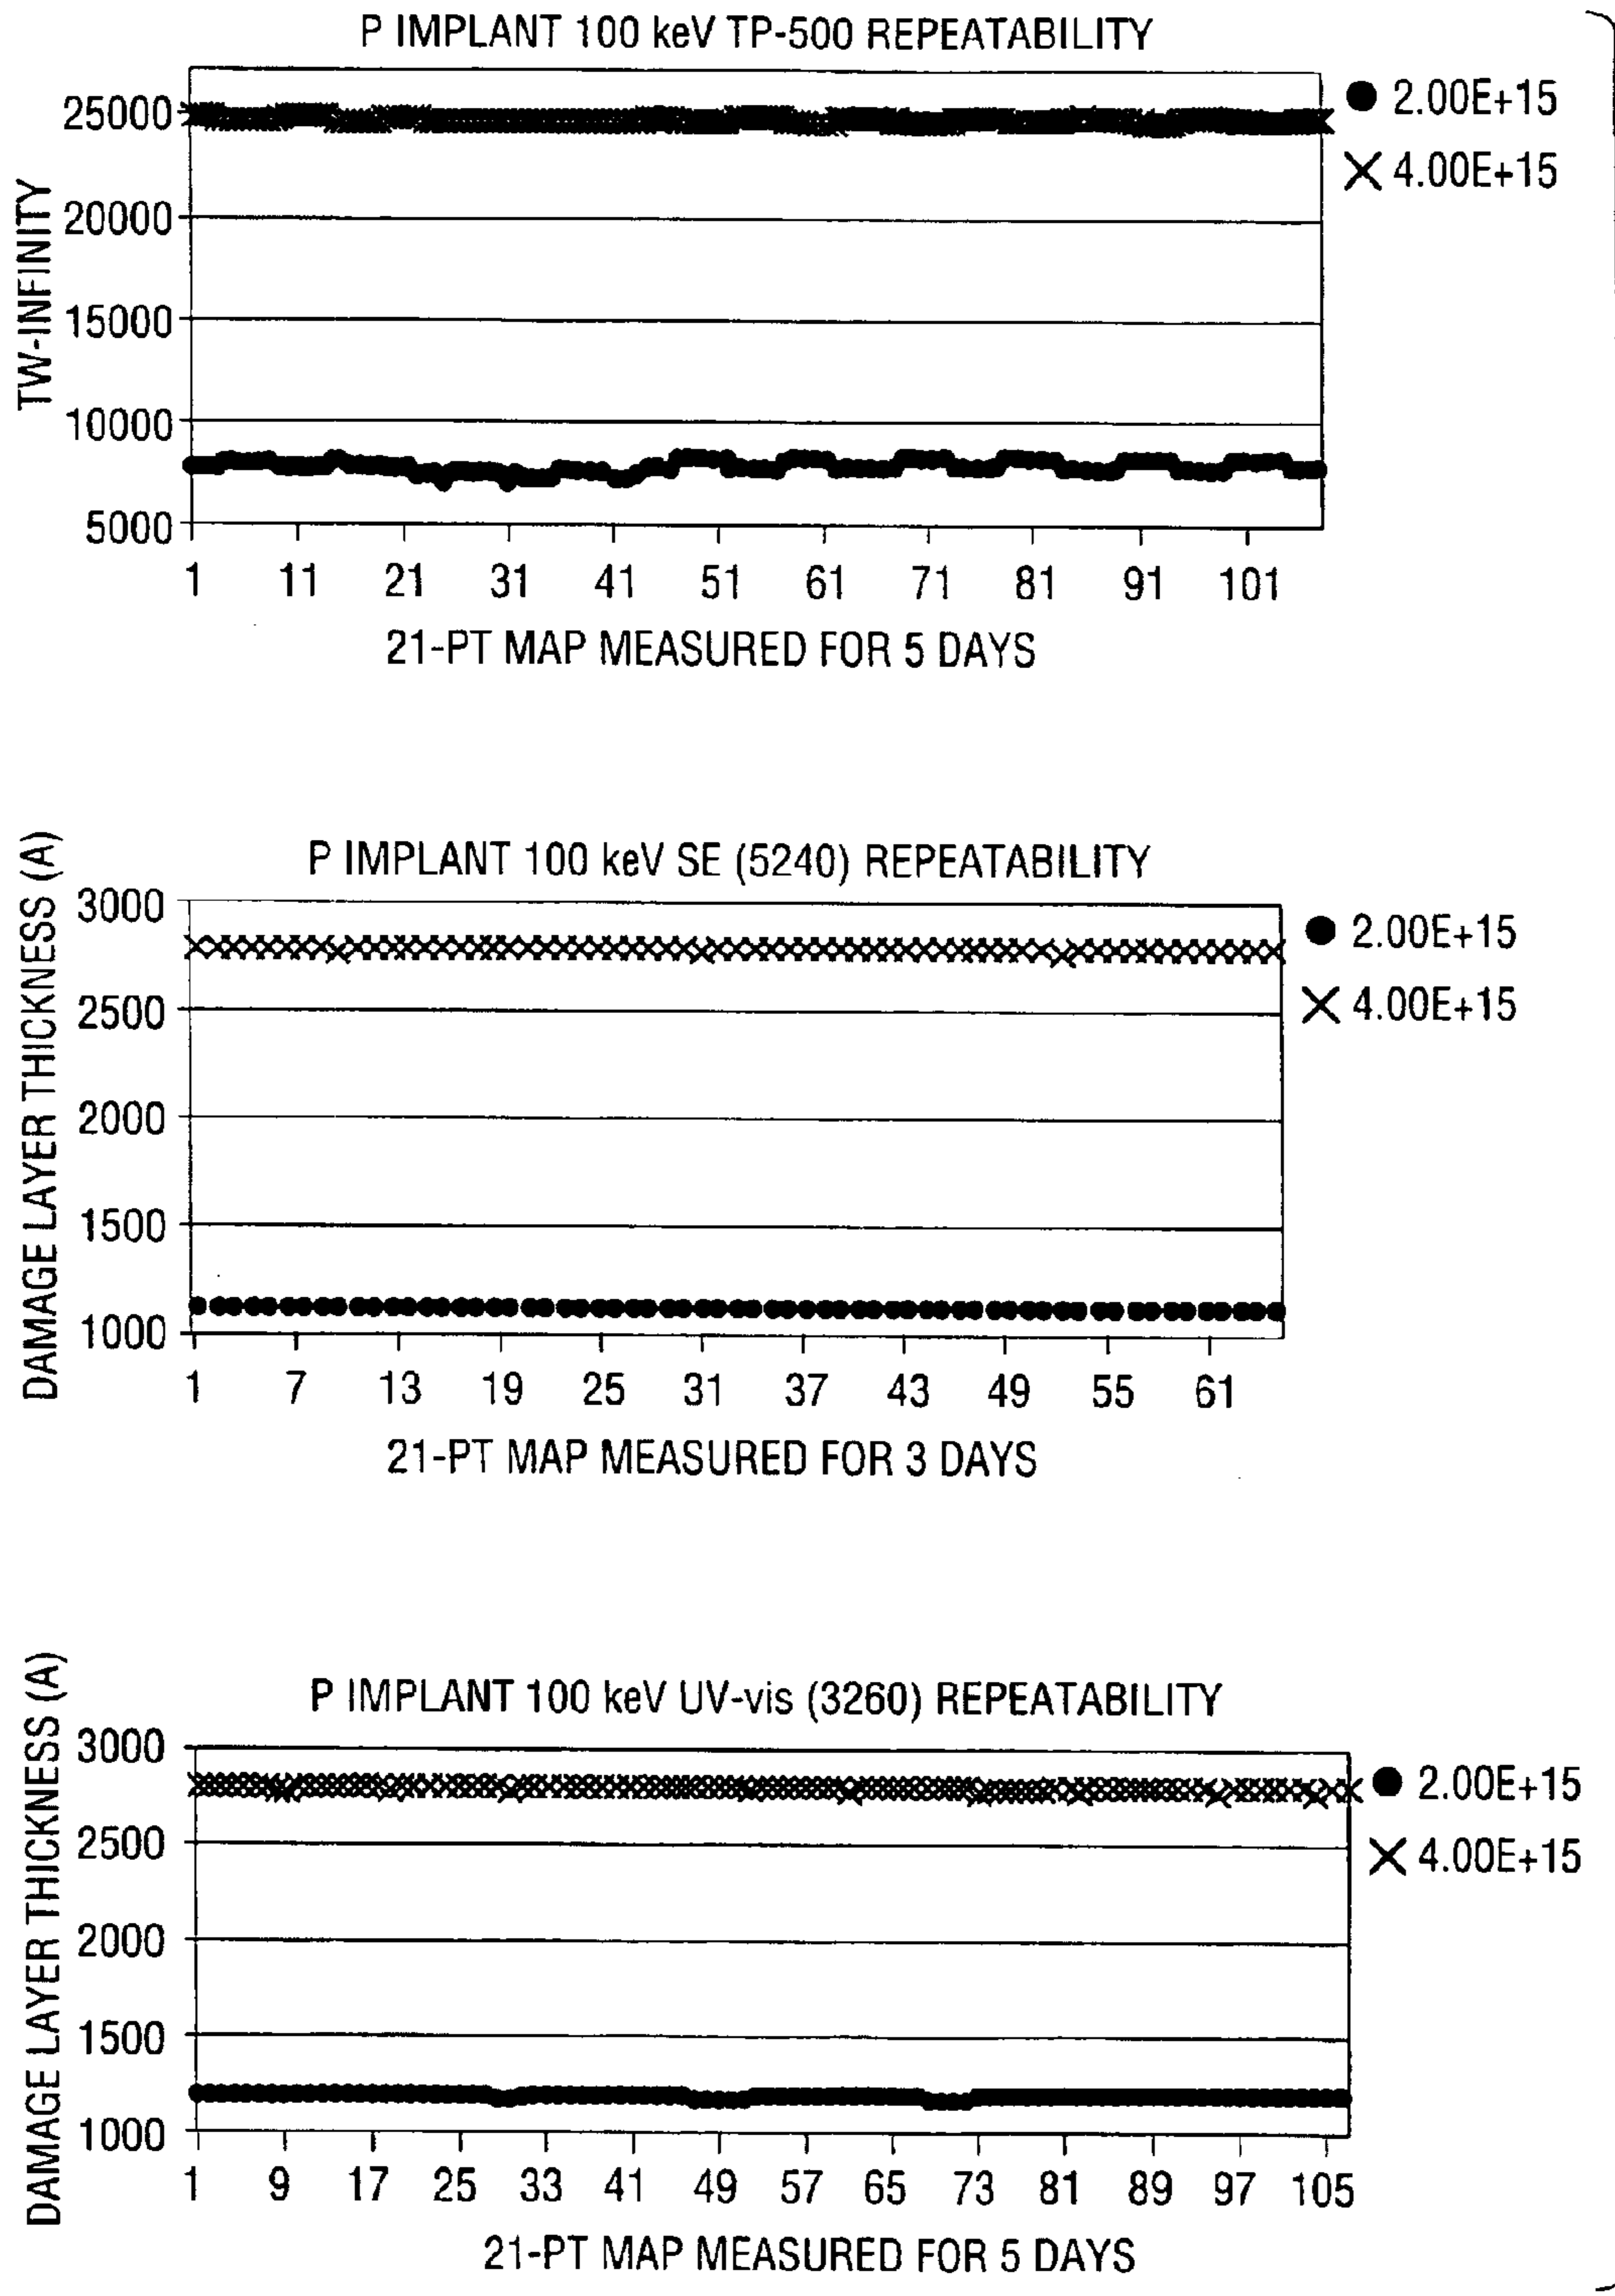 P IMPLANT 100 keV TP-500 REPEATABILITY
TW-INFINITY
25000
20000
15000
10000
5000
1 11 21 31 41 51 61 71 81 91 101
21-PT MAP MEASURED FOR 5 DAYS
2.00E+15
4.00E+15
P IMPLANT 100 keV SE (5240) REPEATABILITY
DAMAGE LAYER THICKNESS (A)
3000
2500
2000
1500
1000
1 7 13 19 25 31 37 43 49 55 61
21-PT MAP MEASURED FOR 3 DAYS
2.00E+15
4.00E+15
P IMPLANT 100 keV UV-vis (3260) REPEATABILITY
DAMAGE LAYER THICKNESS (A)
3000
2500
2000
1500
1000
1 9 17 25 33 41 49 57 65 73 81 89 97 105
21-PT MAP MEASURED FOR 5 DAYS
2.00E+15
4.00E+15